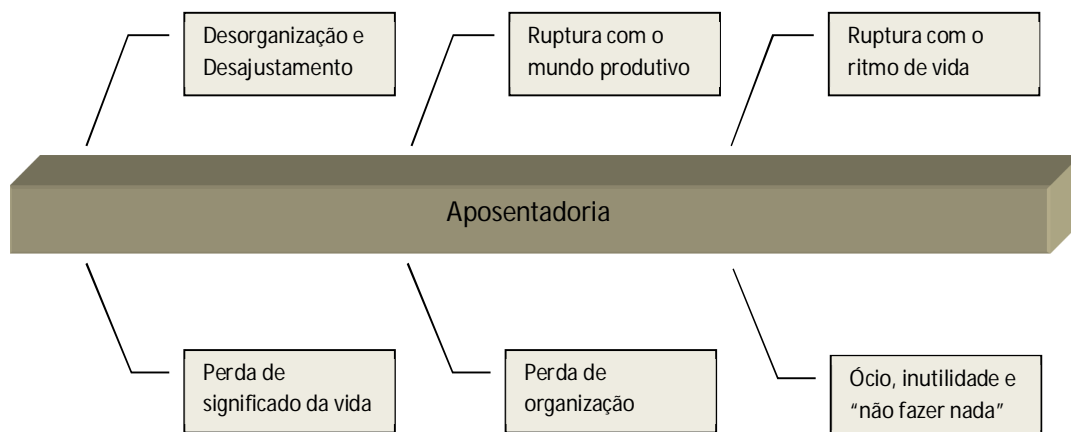 Desorganização e
Desajustamento
Ruptura com o
mundo produtivo
Ruptura com o
ritmo de vida
Aposentadoria
Perda de
significado da vida
Perda de
organização
Ócio, inutilidade e
“não fazer nada”